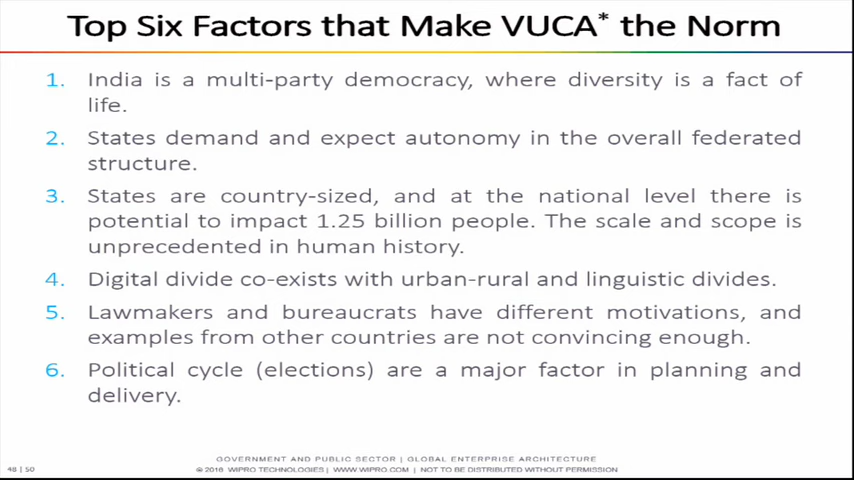 Top Six Factors that Make VUCA* the Norm
1. India is a multi-party democracy, where diversity is a fact of
life.
2. States demand and expect autonomy in the overall federated
structure.
3. States are country-sized, and at the national level there is
potential to impact 1.25 billion people. The scale and scope is
unprecedented in human history.
4. Digital divide co-exists with urban-rural and linguistic divides.
5. Lawmakers and bureaucrats have different motivations, and
examples from other countries are not convincing enough.
6. Political cycle (elections) are a major factor in planning and
delivery.
GOVERNMENT AND PUBLIC SECTOR | GLOBAL ENTERPRISE ARCHITECTURE
48 | 50 © 2016 WIPRO TECHNOLOGIES | WWW.WIPRO.COM | NOT TO BE DISTRIBUTED WITHOUT PERMISSION